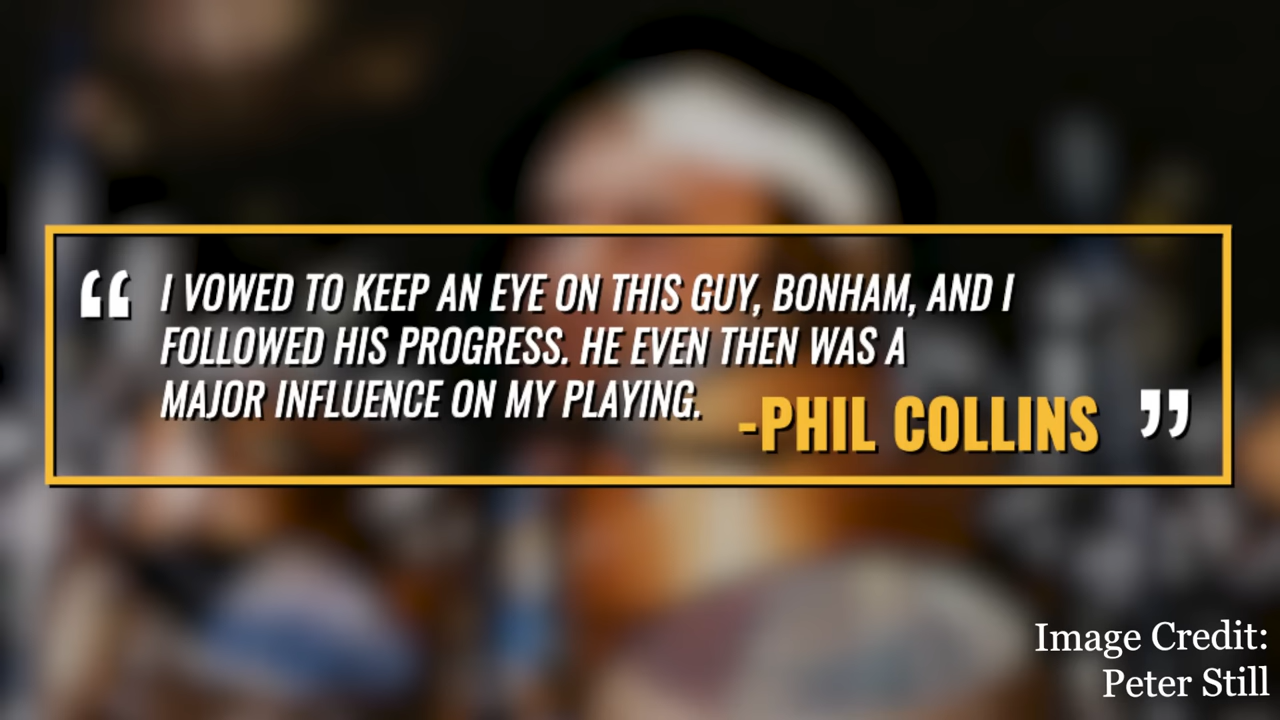 “ I VOWED TO KEEP AN EYE ON THIS GUY, BONHAM, AND I
FOLLOWED HIS PROGRESS. HE EVEN THEN WAS A
MAJOR INFLUENCE ON MY PLAYING.
-PHIL COLLINS ”
Image Credit:
Peter Still